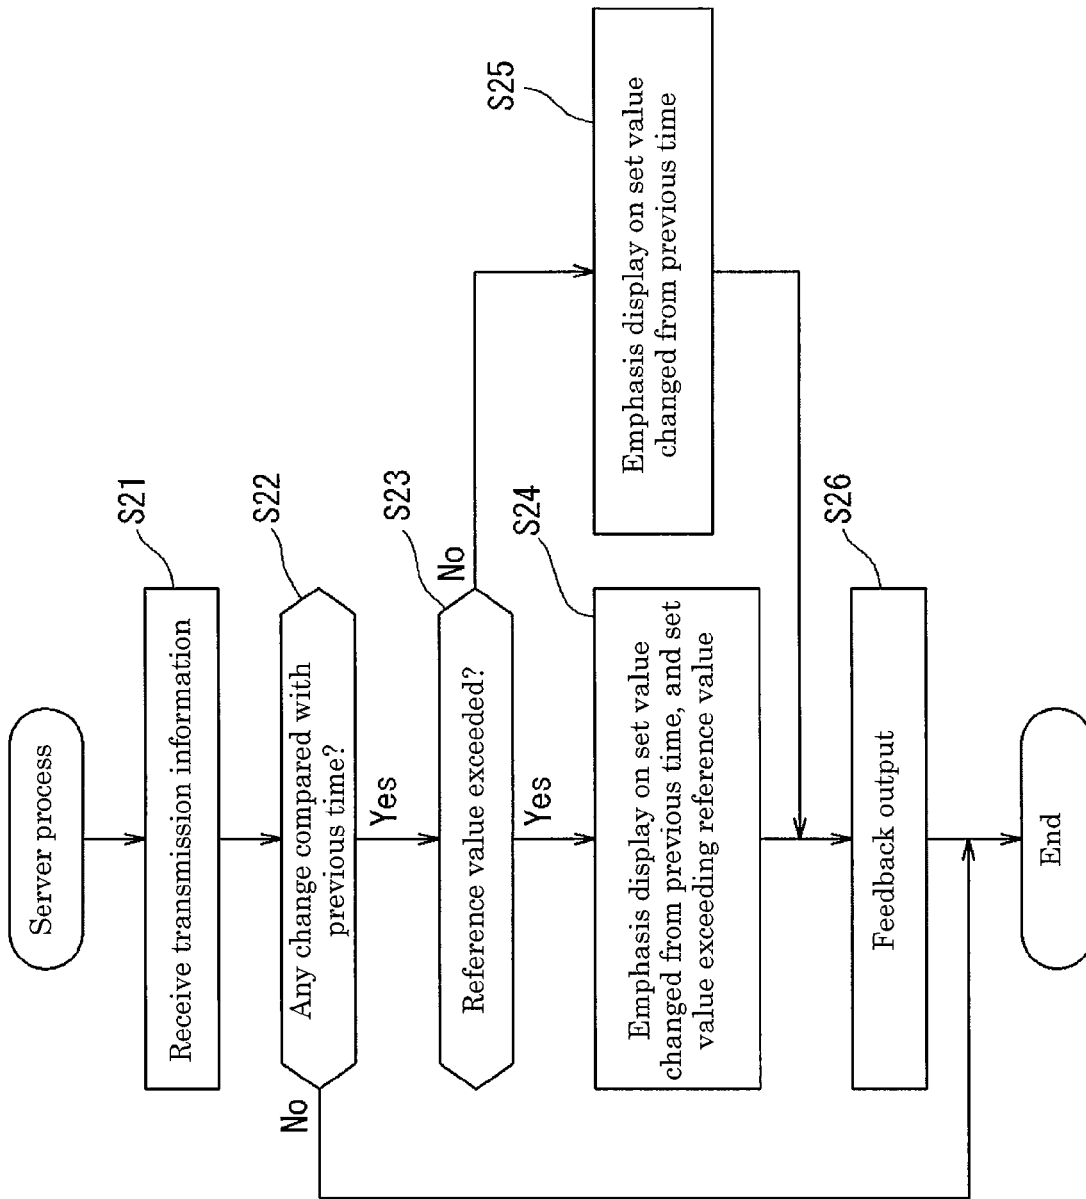 Server process
S21
Receive transmission information
S22
Any change compared with
previous time?
No
Yes
S23
Reference value exceeded?
No
Yes
S24
Emphasis display on set value
changed from previous time, and set
value exceeding reference value
S25
Emphasis display on set value
changed from previous time
S26
Feedback output
End